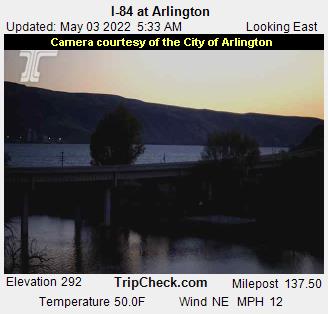 I-84 at Arlington
Updated: May 03 2022 5:33 AM Looking East
Camera courtesy of the City of Arlington
Elevation 292 TripCheck.com Milepost 137.50
Temperature 50.0F Wind NE MPH 12